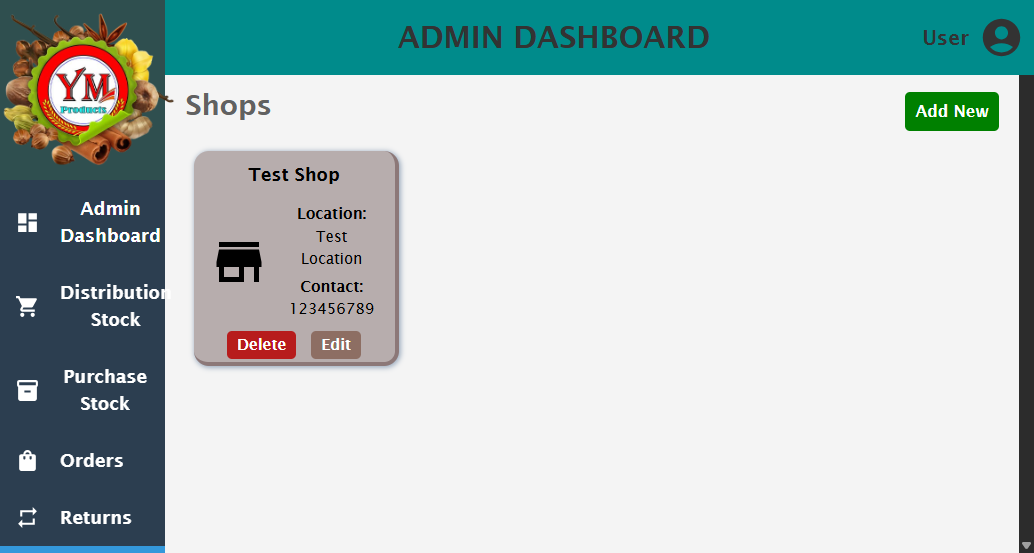 YM
Products
ADMIN DASHBOARD
User
Admin
Dashboard
Distribution
Stock
Purchase
Stock
Orders
Returns
Shops
Add New
Test Shop
Location:
Test
Location
Contact:
123456789
Delete
Edit